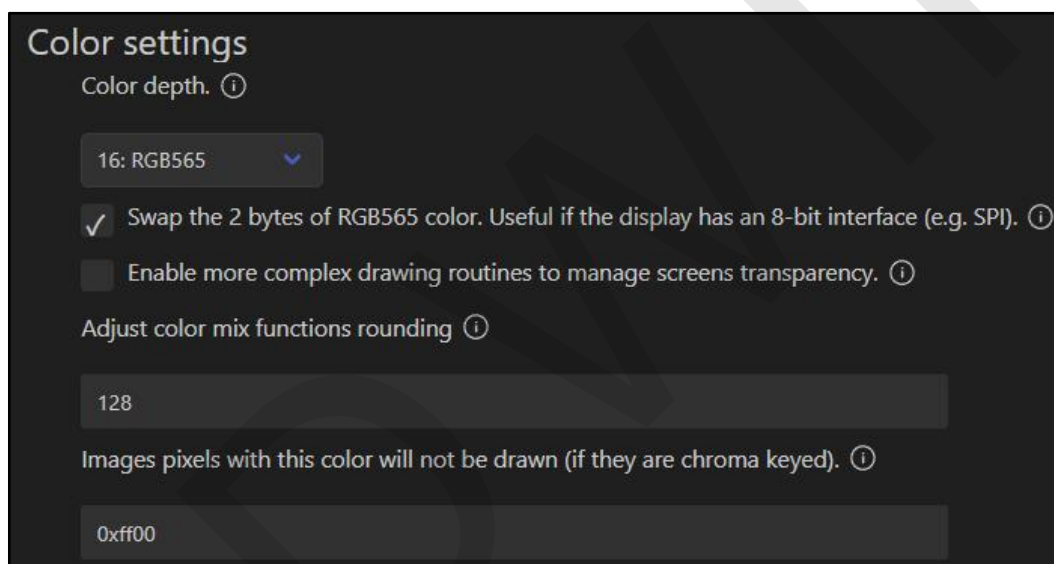 Color settings
Color depth.
16: RGB565
Swap the 2 bytes of RGB565 color. Useful if the display has an 8-bit interface (e.g. SPI).
Enable more complex drawing routines to manage screens transparency.
Adjust color mix functions rounding
128
Images pixels with this color will not be drawn (if they are chroma keyed).
0xff00